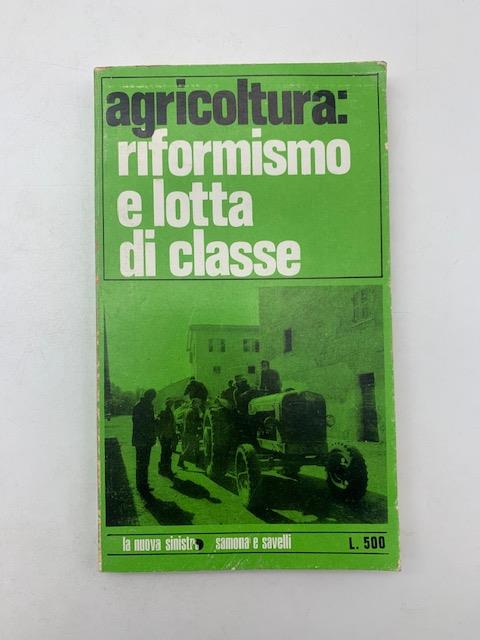 agricoltura:
riformismo
e lotta
di classe
la nuova sinistra samonà e savelli L. 500